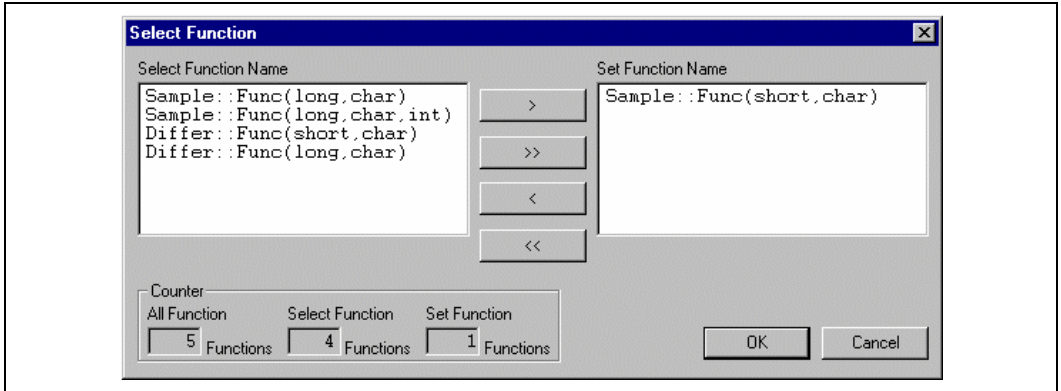 Select Function
Select Function Name
Set Function Name
Sample::Func(long,char)
Sample::Func(long,char,int)
Differ::Func(short,char)
Differ::Func(long,char)
>
>>
<
<<
Sample::Func(short,char)
Counter
All Function Select Function Set Function
5 Functions 4 Functions 1 Functions
OK Cancel